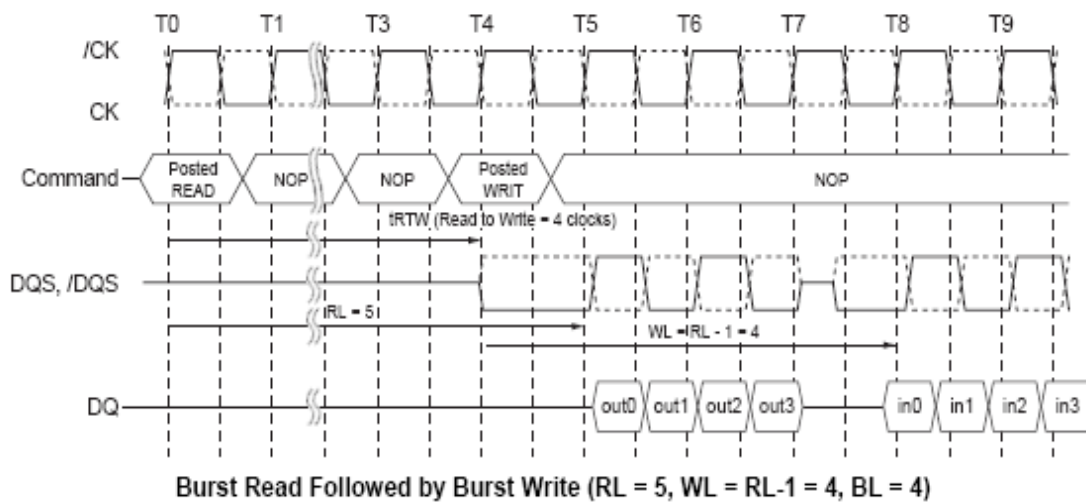 T0 T1 T3 T4 T5 T6 T7 T8 T9
/CK
CK
Command Posted READ NOP NOP Posted WRIT NOP
tRTW (Read to Write = 4 clocks)
DQS, /DQS
RL = 5
WL = RL - 1 = 4
DQ out0 out1 out2 out3 in0 in1 in2 in3
Burst Read Followed by Burst Write (RL = 5, WL = RL-1 = 4, BL = 4)